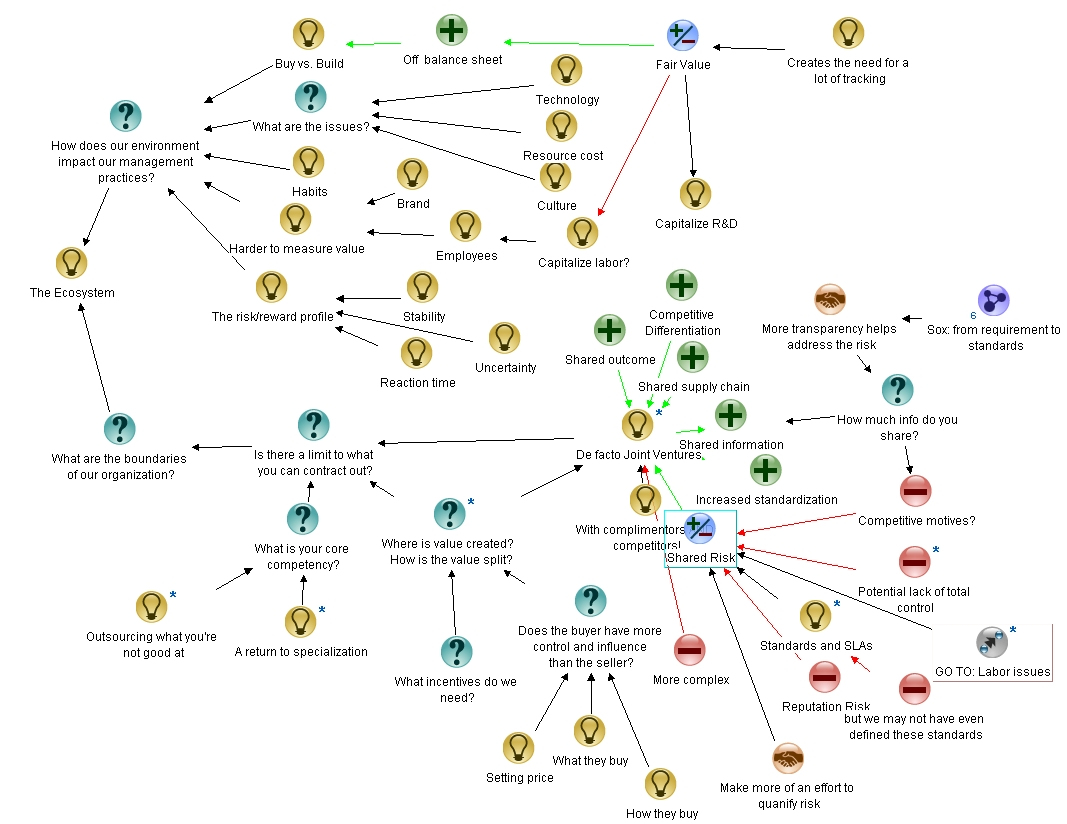 Buy vs. Build
Off balance sheet
Fair Value
Creates the need for a
lot of tracking
Technology
What are the issues?
How does our environment
impact our management
practices?
Resource cost
Habits
Brand
Culture
Capitalize R&D
Harder to measure value
Employees
Capitalize labor?
The Ecosystem
The risk/reward profile
Stability
Competitive
Differentiation
More transparency helps
address the risk
6
Sox: from requirement to
standards
Shared outcome
Uncertainty
Reaction time
Shared supply chain
*
How much info do you
share?
Shared information
What are the boundaries
of our organization?
Is there a limit to what
you can contract out?
De facto Joint Ventures
Increased standardization
*
Competitive motives?
With complimentors
competitors!
Shared Risk
What is your core
competency?
Where is value created?
How is the value split?
*
Potential lack of total
control
*
Outsourcing what you're
not good at
*
A return to specialization
Does the buyer have more
control and influence
than the seller?
*
Standards and SLAs
*
GO TO: Labor issues
What incentives do we
need?
More complex
Reputation Risk
but we may not have even
defined these standards
Setting price
What they buy
How they buy
Make more of an effort to
quanify risk